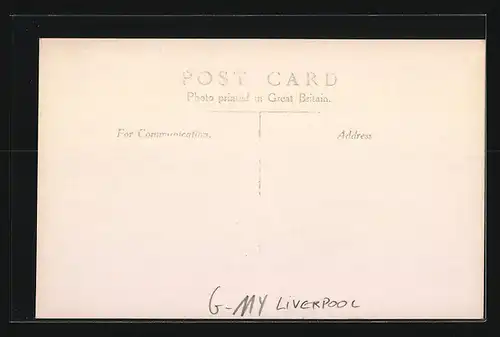 POST CARD
Photo printed in Great Britain.
For Communication.
Address
G-MY LIVERPOOL